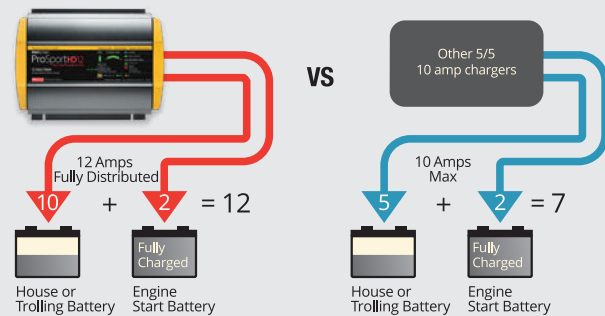 ProSportHD12
VS
Other 5/5
10 amp chargers
12 Amps
Fully Distributed
10 + 2 = 12
Fully
Charged
House or
Trolling Battery
Engine
Start Battery
10 Amps
Max
5 + 2 = 7
Fully
Charged
House or
Trolling Battery
Engine
Start Battery